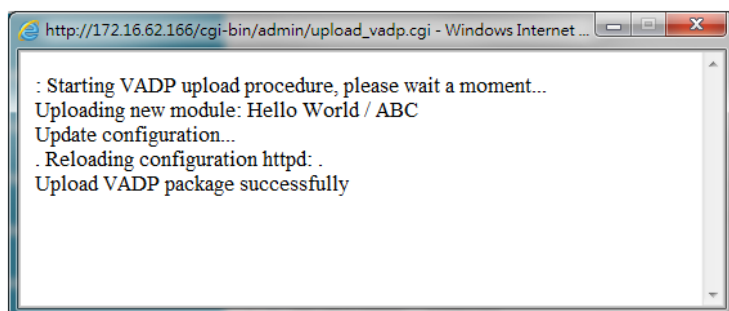 http://172.16.62.166/cgi-bin/admin/upload_vadp.cgi - Windows Internet ...
: Starting VADP upload procedure, please wait a moment...
Uploading new module: Hello World / ABC
Update configuration...
. Reloading configuration httpd: .
Upload VADP package successfully